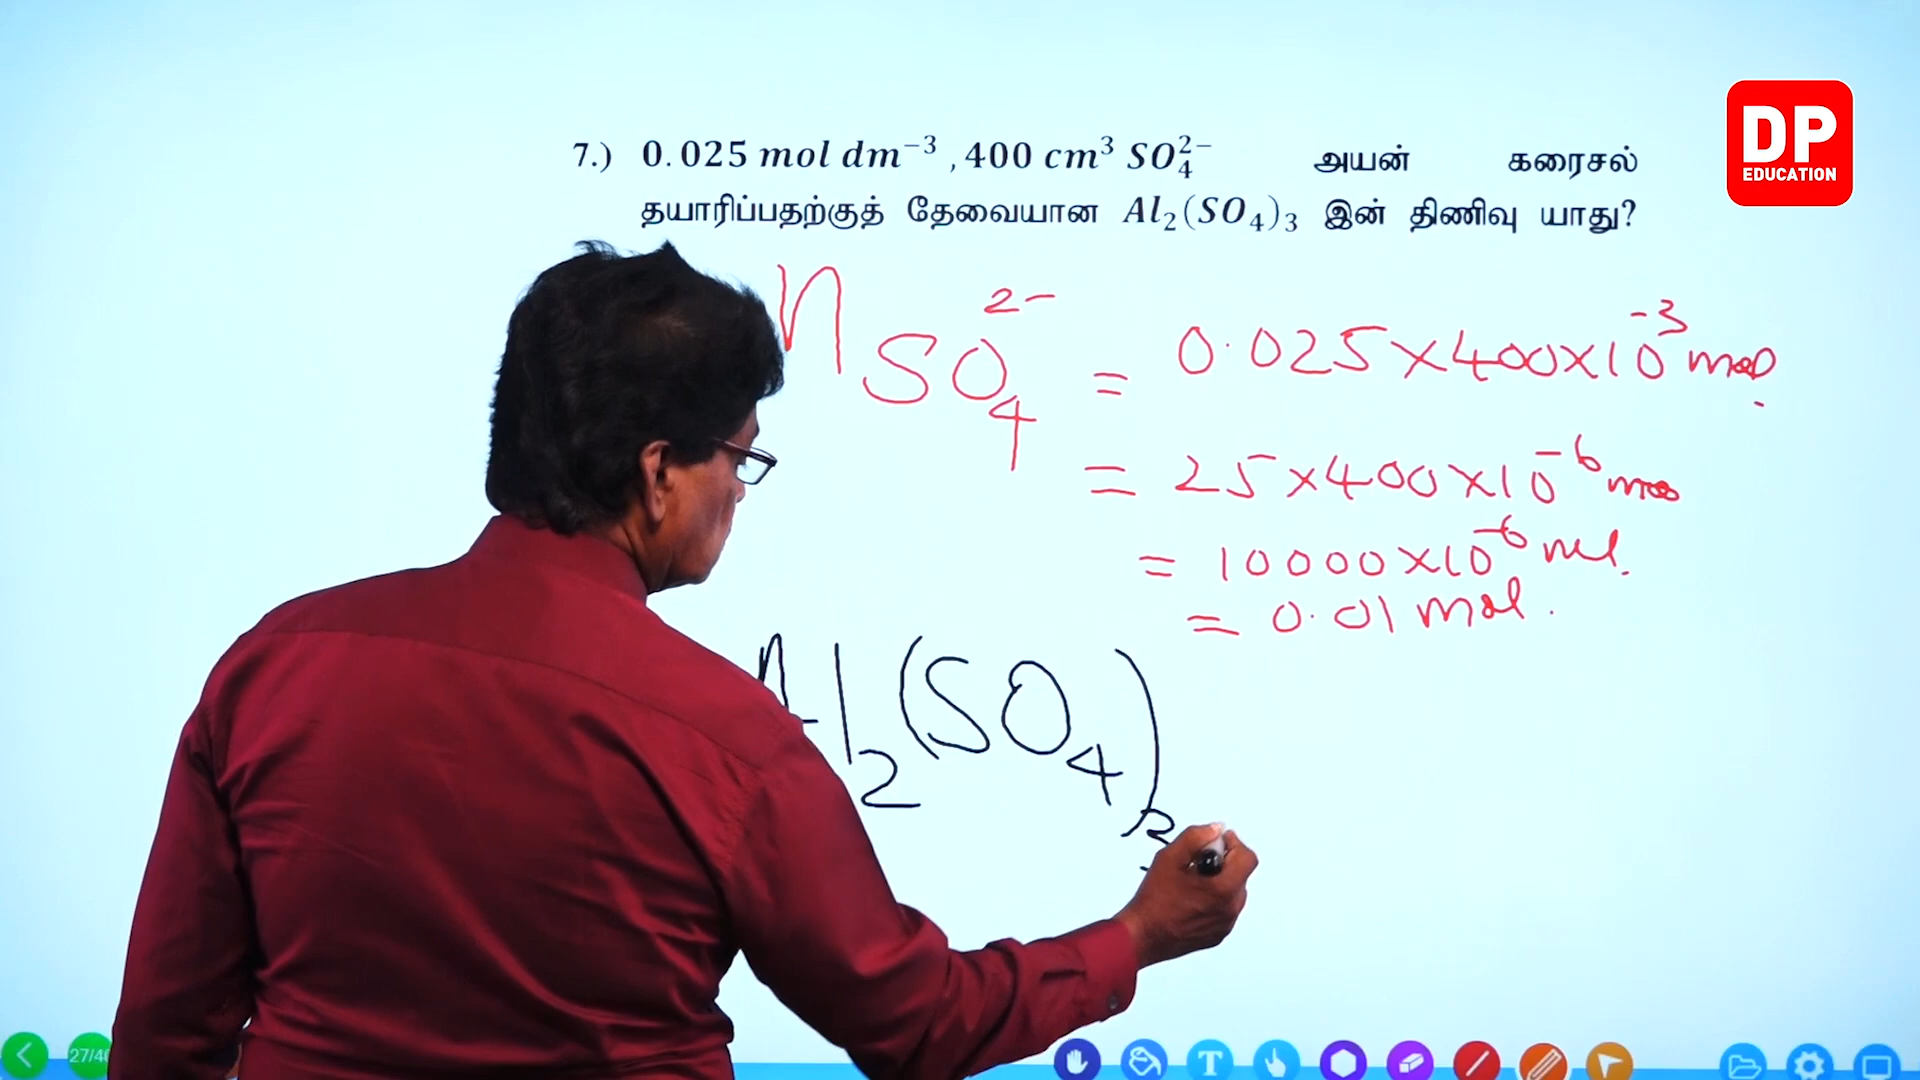 DP
EDUCATION
7.) 0.025 mol dm⁻³ , 400 cm³ SO₄²⁻ அயன் கரைசல்
தயாரிப்பதற்குத் தேவையான Al₂(SO₄)₃ இன் திணிவு யாது?
n SO₄²⁻ = 0.025×400×10⁻³ mol.
= 25×400×10⁻⁶ mol
= 10000×10⁻⁶ mol.
= 0.01 mol.
Al₂(SO₄)₃
27/40
T